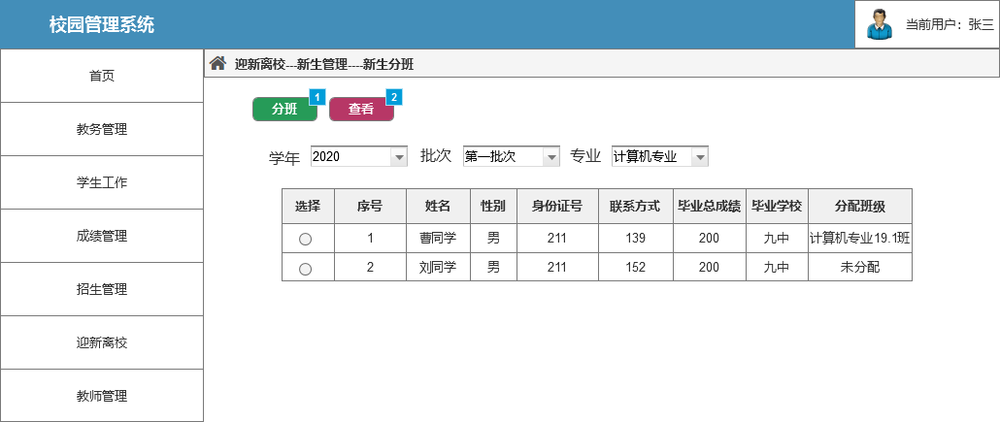 校园管理系统
当前用户：张三
首页
教务管理
学生工作
成绩管理
招生管理
迎新离校
教师管理
迎新离校---新生管理----新生分班
分班 1 查看 2
学年 2020 批次 第一批次 专业 计算机专业
选择 序号 姓名 性别 身份证号 联系方式 毕业总成绩 毕业学校 分配班级
1 曹同学 男 211 139 200 九中 计算机专业19.1班
2 刘同学 男 211 152 200 九中 未分配